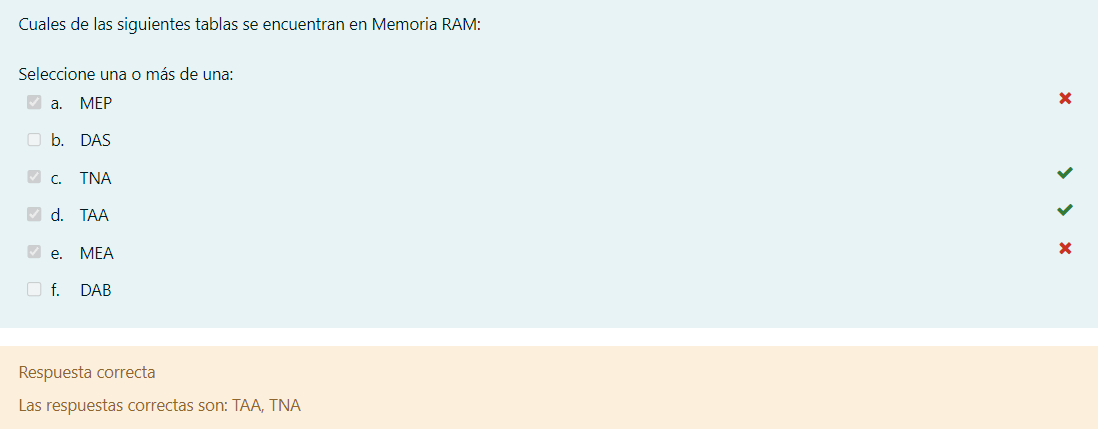 Cuales de las siguientes tablas se encuentran en Memoria RAM:
Seleccione una o más de una:
a. MEP
b. DAS
c. TNA
d. TAA
e. MEA
f. DAB
Respuesta correcta
Las respuestas correctas son: TAA, TNA